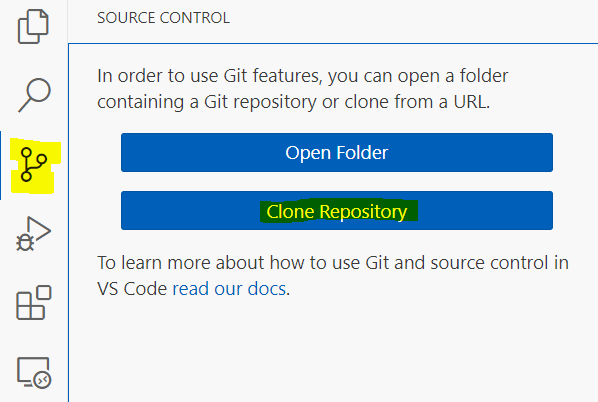 SOURCE CONTROL
In order to use Git features, you can open a folder
containing a Git repository or clone from a URL.
Open Folder
Clone Repository
To learn more about how to use Git and source control in
VS Code read our docs.